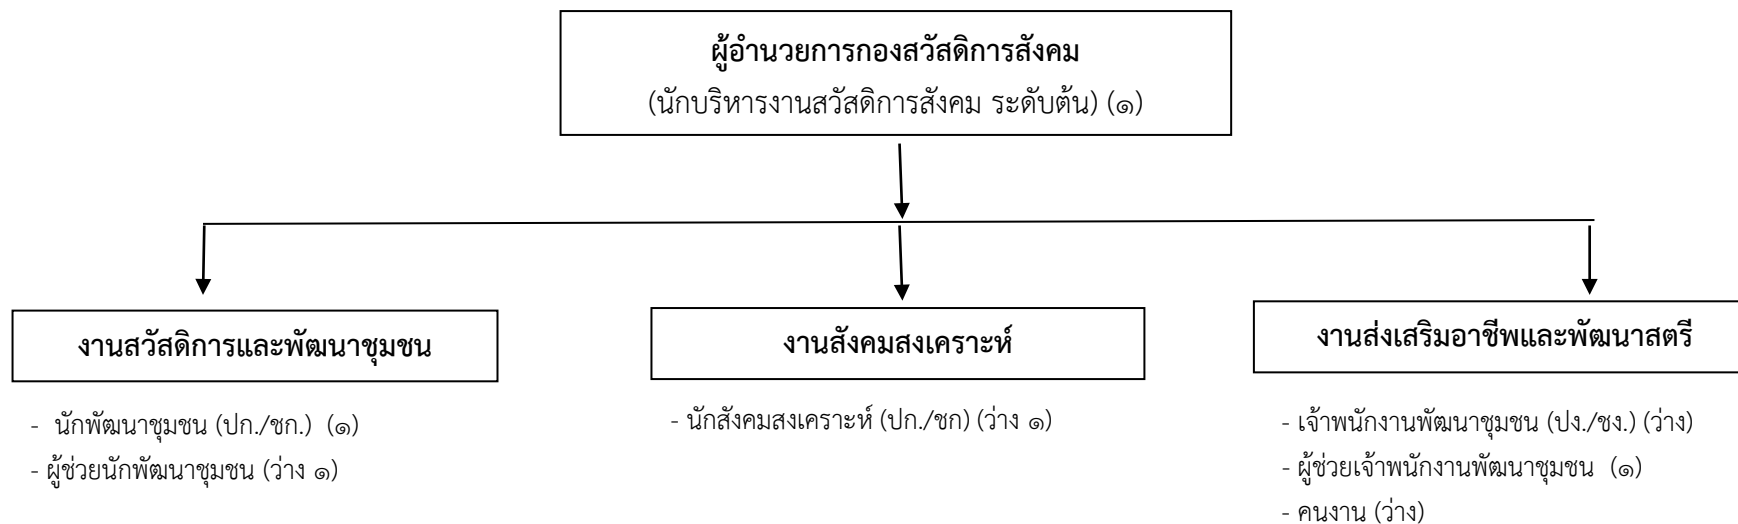 ผู้อำนวยการกองสวัสดิการสังคม
(นักบริหารงานสวัสดิการสังคม ระดับต้น) (๑)
งานสวัสดิการและพัฒนาชุมชน
- นักพัฒนาชุมชน (ปก./ชก.) (๑)
- ผู้ช่วยนักพัฒนาชุมชน (ว่าง ๑)
งานสังคมสงเคราะห์
- นักสังคมสงเคราะห์ (ปก./ชก) (ว่าง ๑)
งานส่งเสริมอาชีพและพัฒนาสตรี
- เจ้าพนักงานพัฒนาชุมชน (ปง./ชง.) (ว่าง)
- ผู้ช่วยเจ้าพนักงานพัฒนาชุมชน (๑)
- คนงาน (ว่าง)